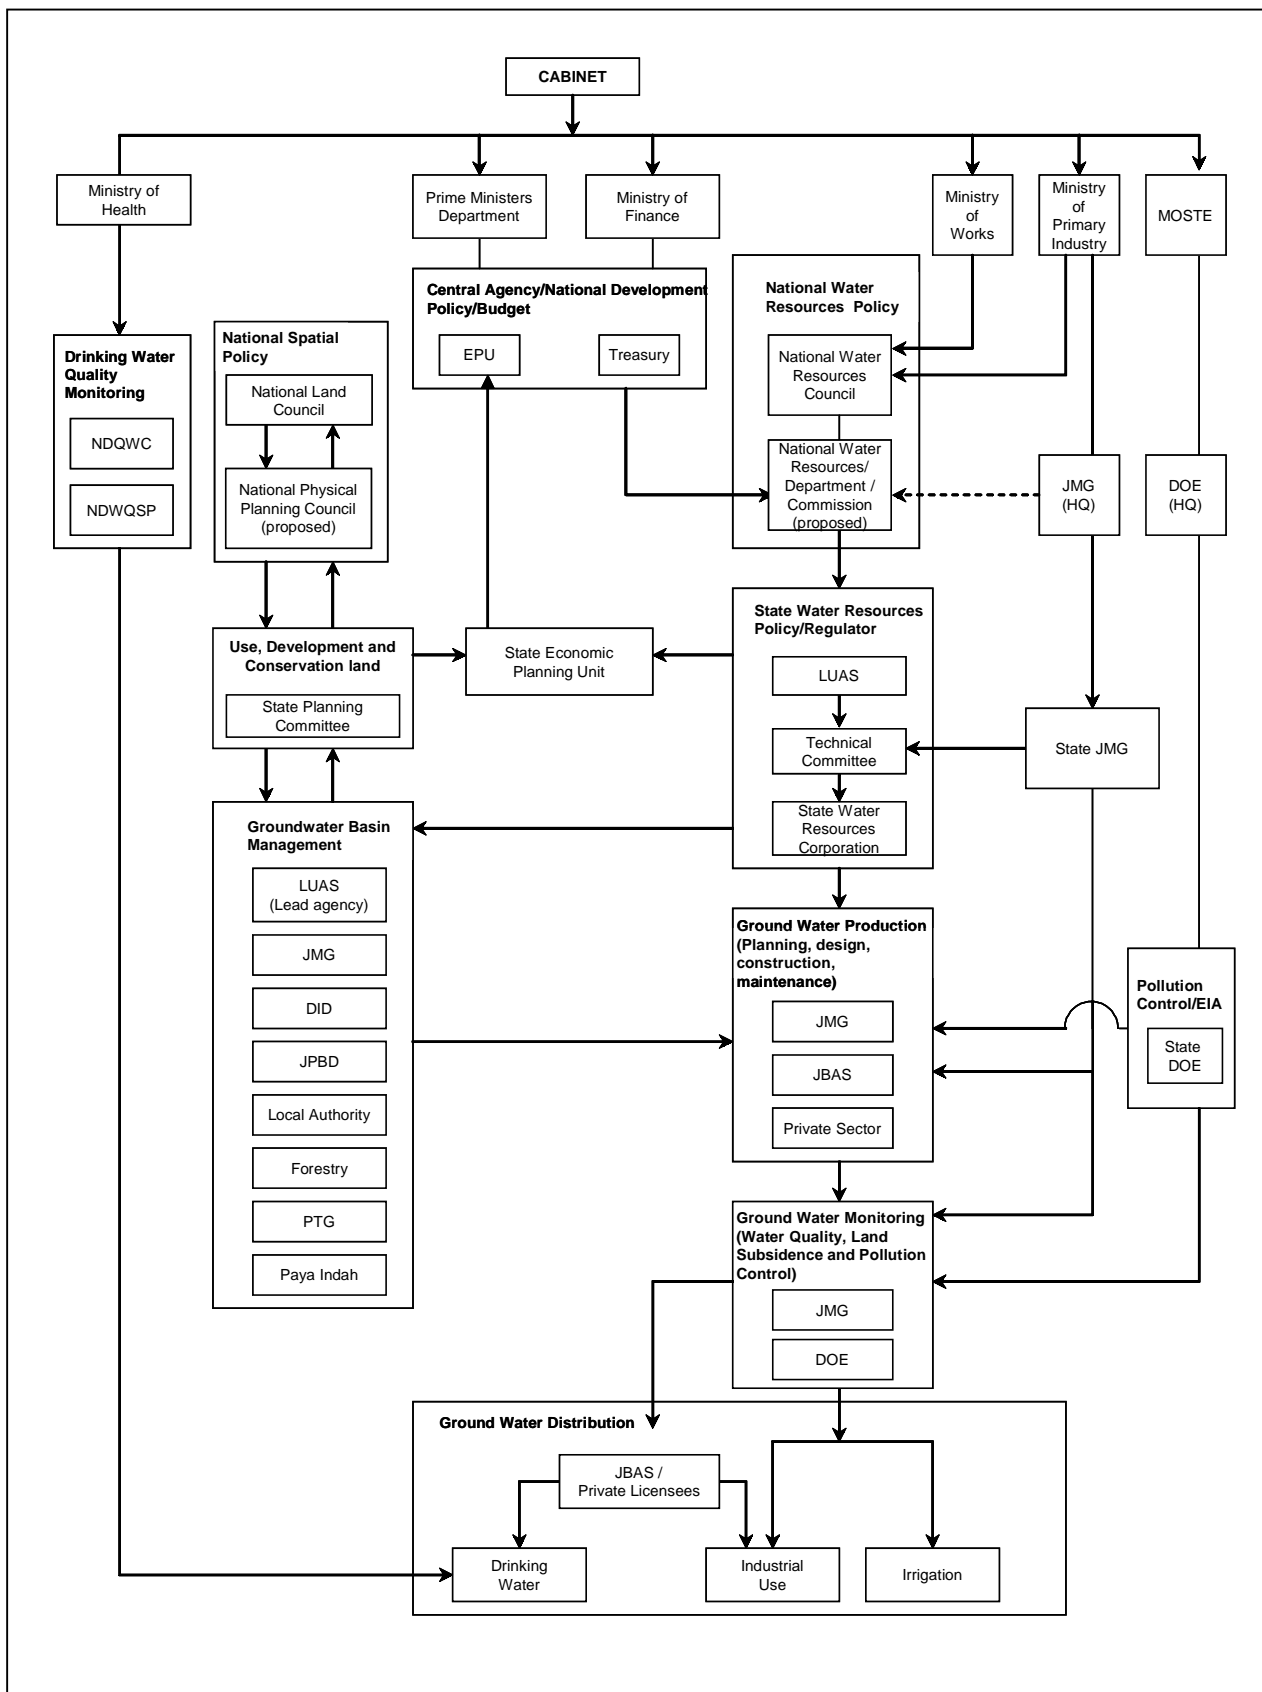 CABINET
Ministry of
Health
Prime Ministers
Department
Ministry of
Finance
Ministry
of
Works
Ministry
of
Primary
Industry
MOSTE
Central Agency/National Development
Policy/Budget
EPU
Treasury
National Water
Resources Policy
National Water
Resources
Council
National Water
Resources/
Department /
Commission
(proposed)
JMG
(HQ)
DOE
(HQ)
Drinking Water
Quality
Monitoring
NDQWC
NDWQSP
National Spatial
Policy
National Land
Council
National Physical
Planning Council
(proposed)
Use, Development and
Conservation land
State Planning
Committee
State Economic
Planning Unit
State Water Resources
Policy/Regulator
LUAS
Technical
Committee
State Water
Resources
Corporation
State JMG
Groundwater Basin
Management
LUAS
(Lead agency)
JMG
DID
JPBD
Local Authority
Forestry
PTG
Paya Indah
Ground Water Production
(Planning, design,
construction,
maintenance)
JMG
JBAS
Private Sector
Pollution
Control/EIA
State
DOE
Ground Water Monitoring
(Water Quality, Land
Subsidence and Pollution
Control)
JMG
DOE
Ground Water Distribution
JBAS /
Private Licensees
Drinking
Water
Industrial
Use
Irrigation